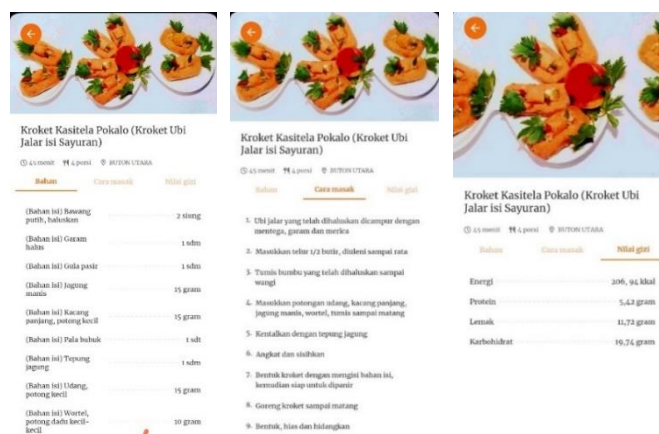 Kroket Kasitela Pokalo (Kroket Ubi
Jalar isi Sayuran)
45 menit 4 porsi BUTON UTARA
Bahan Cara masak Nilai gizi
(Bahan isi) Bawang
putih, haluskan 2 siung
(Bahan isi) Garam
halus 1 sdm
(Bahan isi) Gula pasir 1 sdm
(Bahan isi) Jagung
manis 15 gram
(Bahan isi) Kacang
panjang, potong kecil 15 gram
(Bahan isi) Pala bubuk 1 sdt
(Bahan isi) Tepung
jagung 1 sdm
(Bahan isi) Udang,
potong kecil 15 gram
(Bahan isi) Wortel,
potong dadu kecil-
kecil 10 gram
Kroket Kasitela Pokalo (Kroket Ubi
Jalar isi Sayuran)
45 menit 4 porsi BUTON UTARA
Bahan Cara masak Nilai gizi
1. Ubi jalar yang telah dihaluskan dicampur dengan
mentega, garam dan merica
2. Masukkan telur 1/2 butir, diuleni sampai rata
3. Tumis bumbu yang telah dihaluskan sampai
wangi
4. Masukkan potongan udang, kacang panjang,
jagung manis, wortel, tumis sampai matang
5. Kentalkan dengan tepung jagung
6. Angkat dan sisihkan
7. Bentuk kroket dengan mengisi bahan isi,
kemudian siap untuk dipanir
8. Goreng kroket sampai matang
9. Bentuk, hias dan hidangkan
Kroket Kasitela Pokalo (Kroket Ubi
Jalar isi Sayuran)
45 menit 4 porsi BUTON UTARA
Bahan Cara masak Nilai gizi
Energi 206, 94 kkal
Protein 5,42 gram
Lemak 11,72 gram
Karbohidrat 19,74 gram